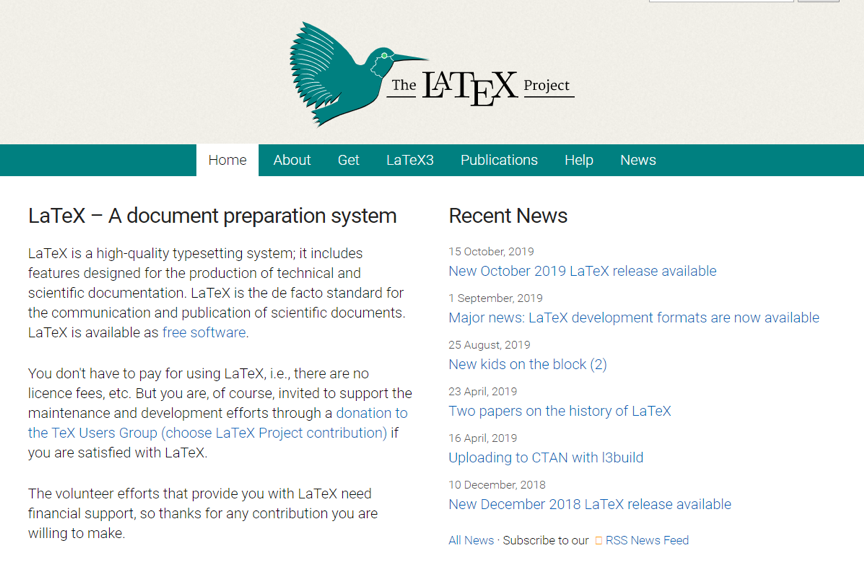 The LATEX Project
Home About Get LaTeX3 Publications Help News
LaTeX – A document preparation system
LaTeX is a high-quality typesetting system; it includes
features designed for the production of technical and
scientific documentation. LaTeX is the de facto standard for
the communication and publication of scientific documents.
LaTeX is available as free software.
You don't have to pay for using LaTeX, i.e., there are no
licence fees, etc. But you are, of course, invited to support the
maintenance and development efforts through a donation to
the TeX Users Group (choose LaTeX Project contribution) if
you are satisfied with LaTeX.
The volunteer efforts that provide you with LaTeX need
financial support, so thanks for any contribution you are
willing to make.
Recent News
15 October, 2019
New October 2019 LaTeX release available
1 September, 2019
Major news: LaTeX development formats are now available
25 August, 2019
New kids on the block (2)
23 April, 2019
Two papers on the history of LaTeX
16 April, 2019
Uploading to CTAN with l3build
10 December, 2018
New December 2018 LaTeX release available
All News · Subscribe to our RSS News Feed